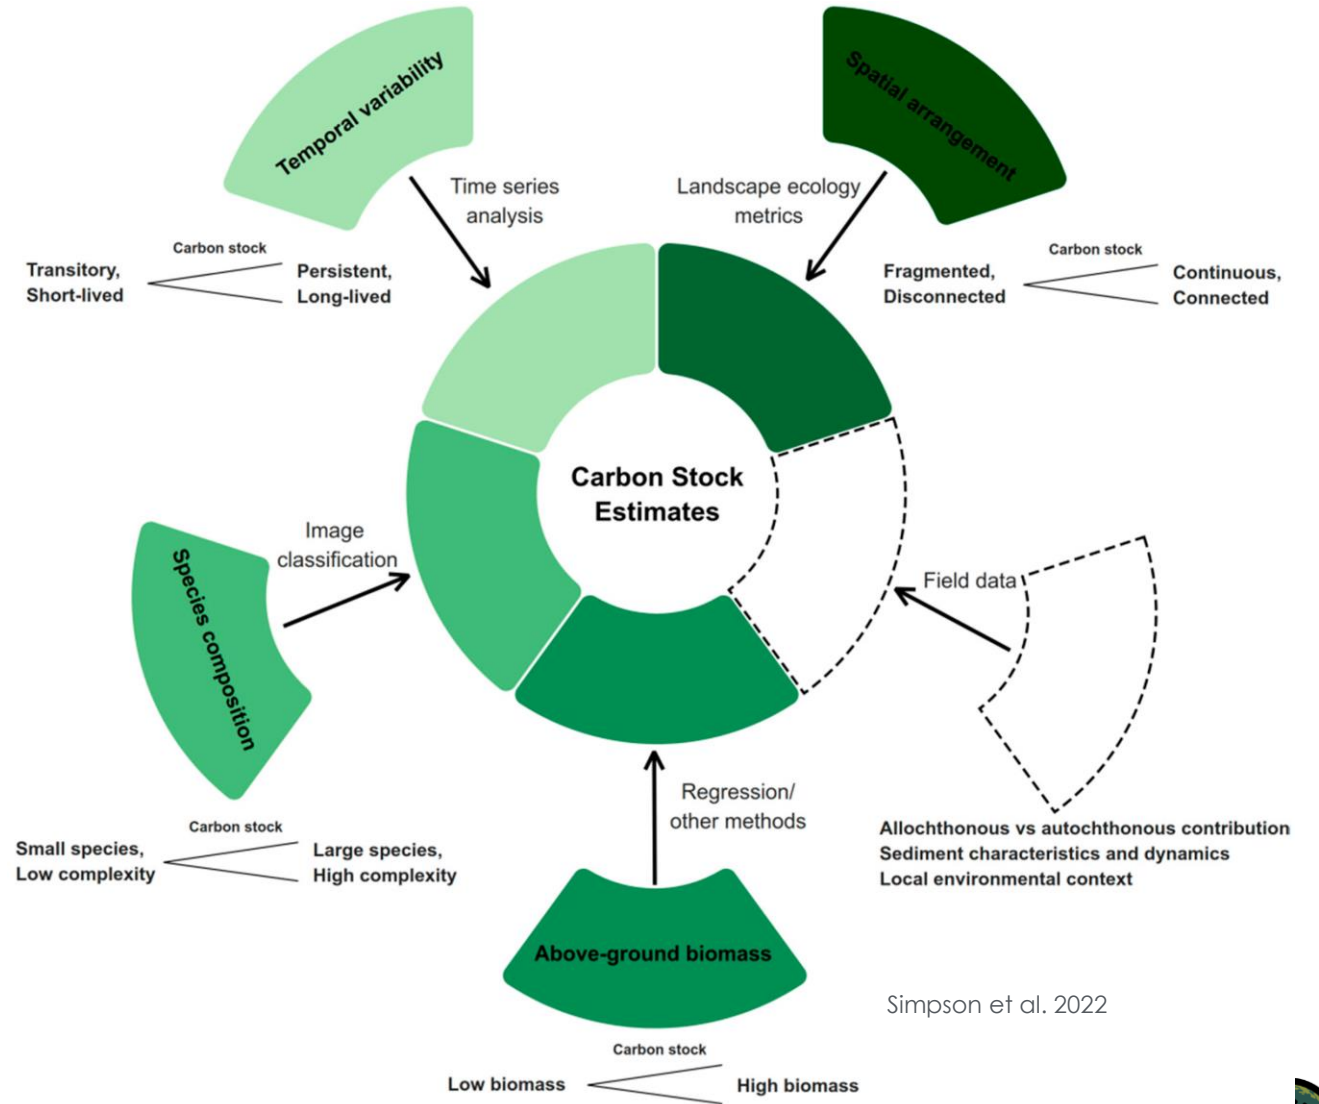 Temporal variability
Spatial arrangement
Time series
analysis
Landscape ecology
metrics
Carbon stock
Transitory,
Short-lived
Persistent,
Long-lived
Carbon stock
Fragmented,
Disconnected
Continuous,
Connected
Carbon Stock
Estimates
Image
classification
Species composition
Field data
Carbon stock
Small species,
Low complexity
Large species,
High complexity
Regression/
other methods
Allochthonous vs autochthonous contribution
Sediment characteristics and dynamics
Local environmental context
Above-ground biomass
Simpson et al. 2022
Carbon stock
Low biomass
High biomass